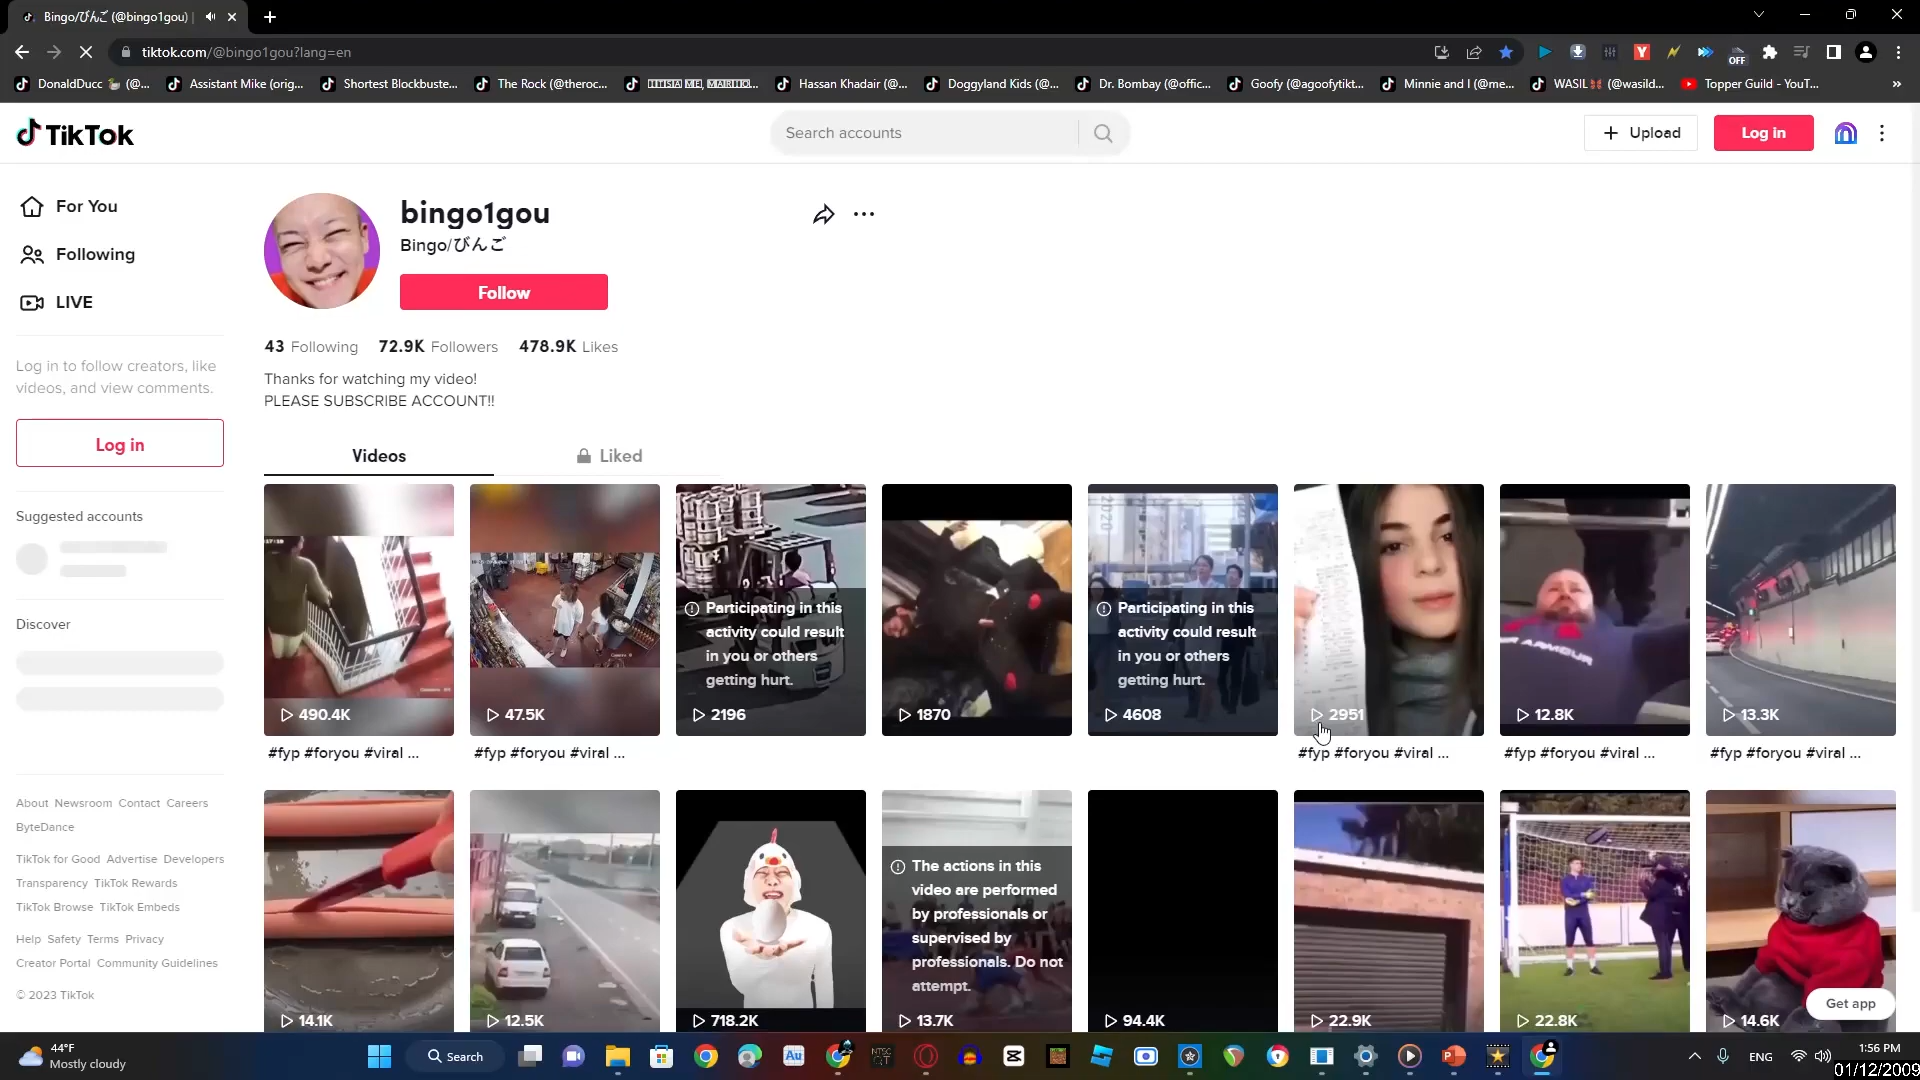 Bingo/びんご (@bingo1gou) |
tiktok.com/@bingo1gou?lang=en
OFF
DonaldDucc 🦆 (@...
Assistant Mike (orig...
Shortest Blockbuste...
The Rock (@theroc...
Hassan Khadair (@...
Doggyland Kids (@...
Dr. Bombay (@offic...
Goofy (@agoofytikt...
Minnie and I (@me...
WASIL (@wasild...
Topper Guild - YouT...
»
TikTok
Search accounts
+ Upload
Log in
For You
Following
LIVE
Log in to follow creators, like
videos, and view comments.
Log in
Suggested accounts
Discover
About Newsroom Contact Careers
ByteDance
TikTok for Good Advertise Developers
Transparency TikTok Rewards
TikTok Browse TikTok Embeds
Help Safety Terms Privacy
Creator Portal Community Guidelines
© 2023 TikTok
bingo1gou
Bingo/びんご
Follow
43 Following 72.9K Followers 478.9K Likes
Thanks for watching my video!
PLEASE SUBSCRIBE ACCOUNT!!
Videos
Liked
490.4K
#fyp #foryou #viral ...
47.5K
#fyp #foryou #viral ...
Participating in this
activity could result
in you or others
getting hurt.
2196
1870
2020
Participating in this
activity could result
in you or others
getting hurt.
4608
2951
#fyp #foryou #viral ...
ARMOUR
12.8K
#fyp #foryou #viral ...
13.3K
#fyp #foryou #viral ...
14.1K
12.5K
718.2K
The actions in this
video are performed
by professionals or
supervised by
professionals. Do not
attempt.
13.7K
94.4K
22.9K
22.8K
14.6K
Get app
44°F
Mostly cloudy
Search
Au
NTSC
QT
ENG
1:56 PM
01/12/2009